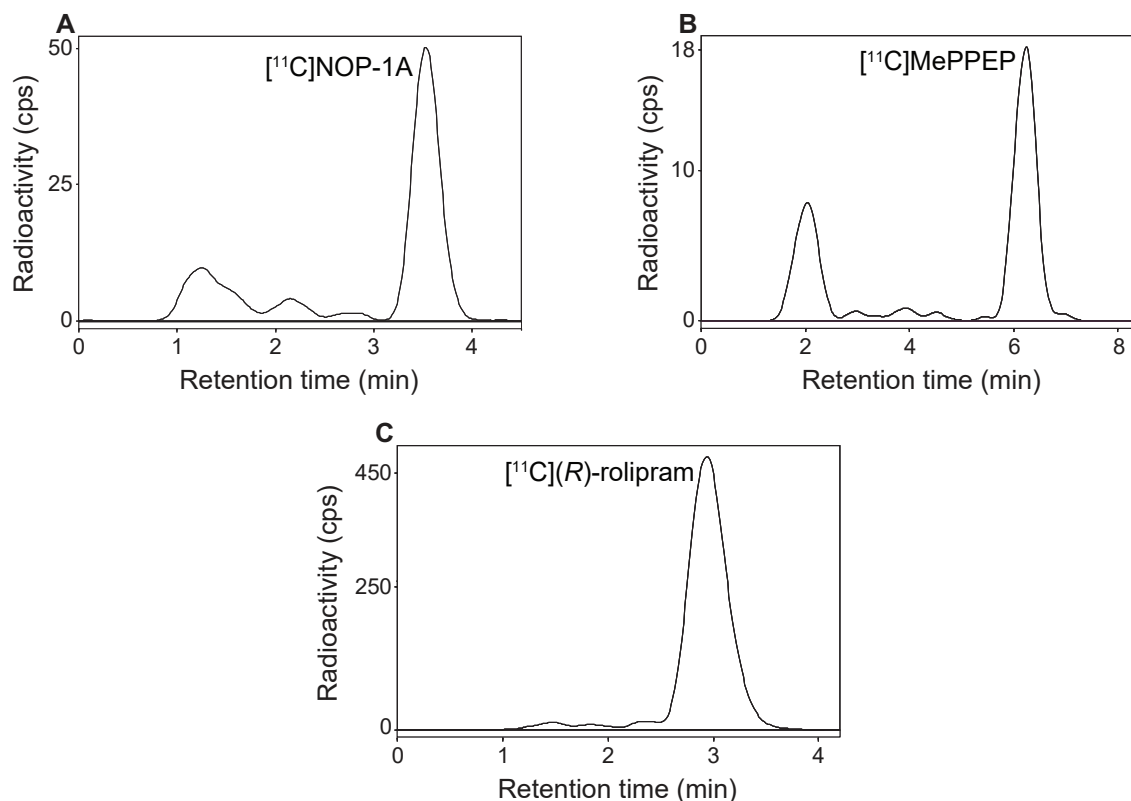 A
[¹¹C]NOP-1A
Radioactivity (cps)
50
25
0
0 1 2 3 4
Retention time (min)
B
[¹¹C]MePPEP
Radioactivity (cps)
18
10
0
0 2 4 6 8
Retention time (min)
C
[¹¹C](R)-rolipram
Radioactivity (cps)
450
250
0
0 1 2 3 4
Retention time (min)